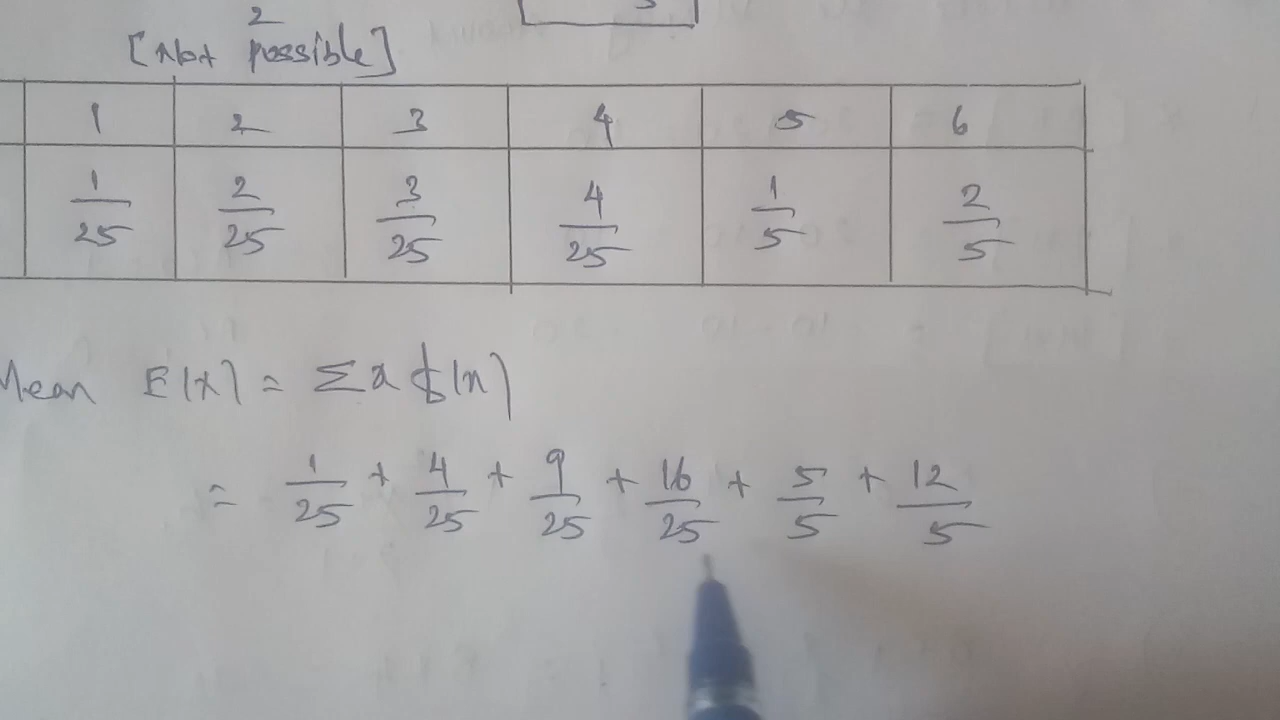 2
[Not possible]
1 2 3 4 5 6
1/25 2/25 3/25 4/25 1/5 2/5
Mean E(x) = Σx f(x)
= 1/25 + 4/25 + 9/25 + 16/25 + 5/5 + 12/5